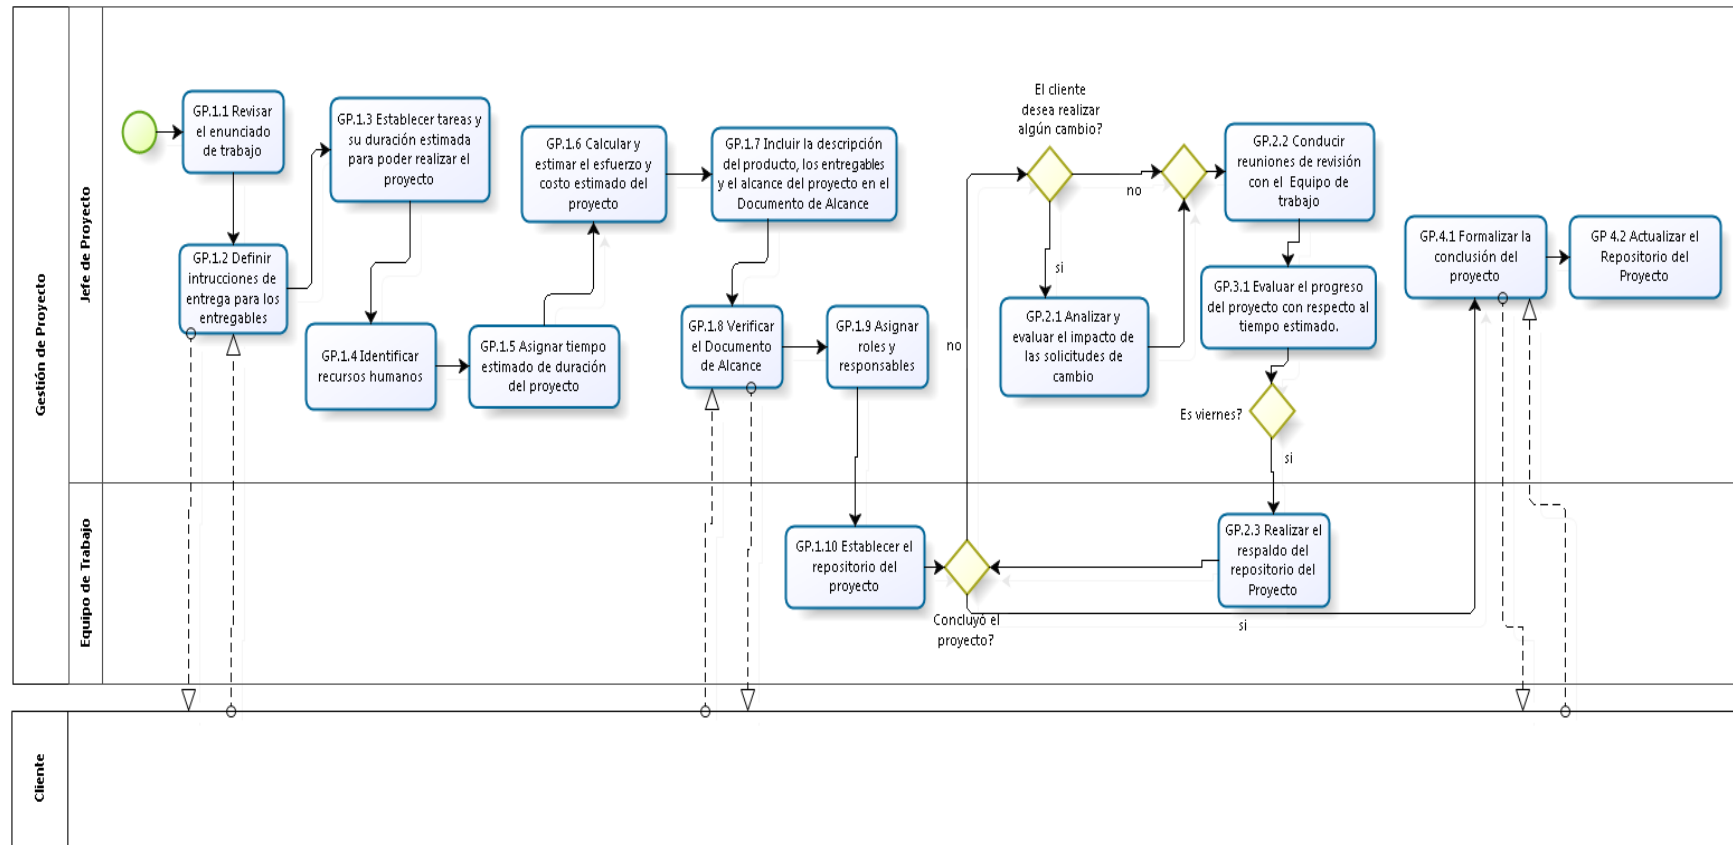 Gestión de Proyecto
Jefe de Proyecto
GP.1.1 Revisar
el enunciado
de trabajo
GP.1.2 Definir
intrucciones de
entrega para los
entregables
GP.1.3 Establecer tareas y
su duración estimada
para poder realizar el
proyecto
GP.1.4 Identificar
recursos humanos
GP.1.5 Asignar tiempo
estimado de duración
del proyecto
GP.1.6 Calcular y
estimar el esfuerzo y
costo estimado del
proyecto
GP.1.7 Incluir la descripción
del producto, los entregables
y el alcance del proyecto en el
Documento de Alcance
GP.1.8 Verificar
el Documento
de Alcance
GP.1.9 Asignar
roles y
responsables
El cliente
desea realizar
algún cambio?
no
si
no
GP.2.1 Analizar y
evaluar el impacto de
las solicitudes de
cambio
GP.2.2 Conducir
reuniones de revisión
con el Equipo de
trabajo
GP.3.1 Evaluar el progreso
del proyecto con respecto al
tiempo estimado.
Es viernes?
si
GP.4.1 Formalizar la
conclusión del
proyecto
GP 4.2 Actualizar el
Repositorio del
Proyecto
Equipo de Trabajo
GP.1.10 Establecer el
repositorio del
proyecto
Concluyó el
proyecto?
GP.2.3 Realizar el
respaldo del
repositorio del
Proyecto
si
Cliente